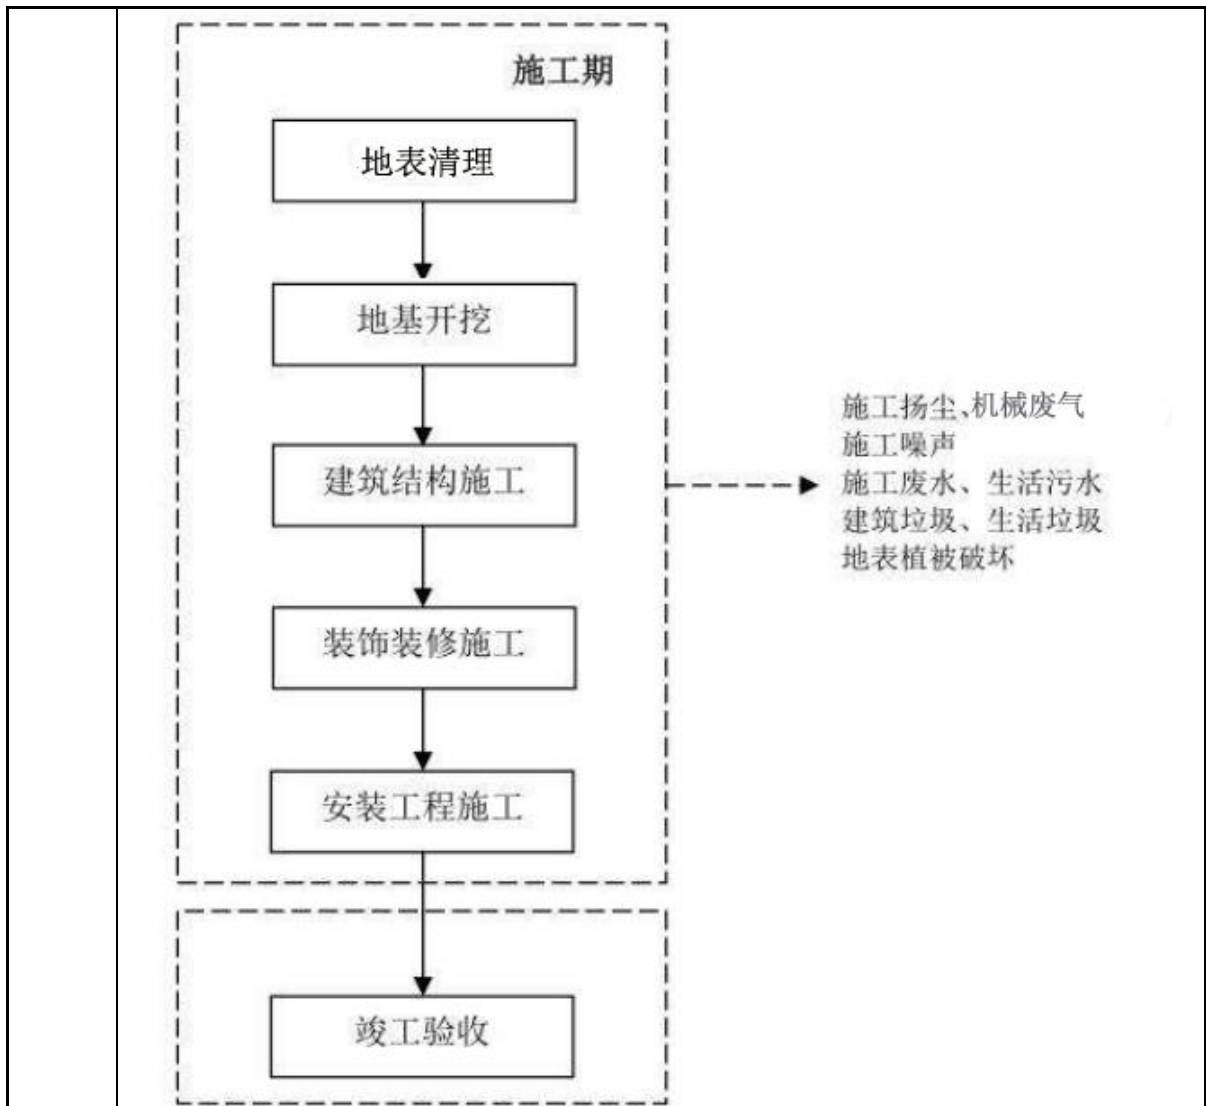 施工期
地表清理
地基开挖
建筑结构施工
装饰装修施工
安装工程施工
竣工验收
施工扬尘、机械废气
施工噪声
施工废水、生活污水
建筑垃圾、生活垃圾
地表植被破坏